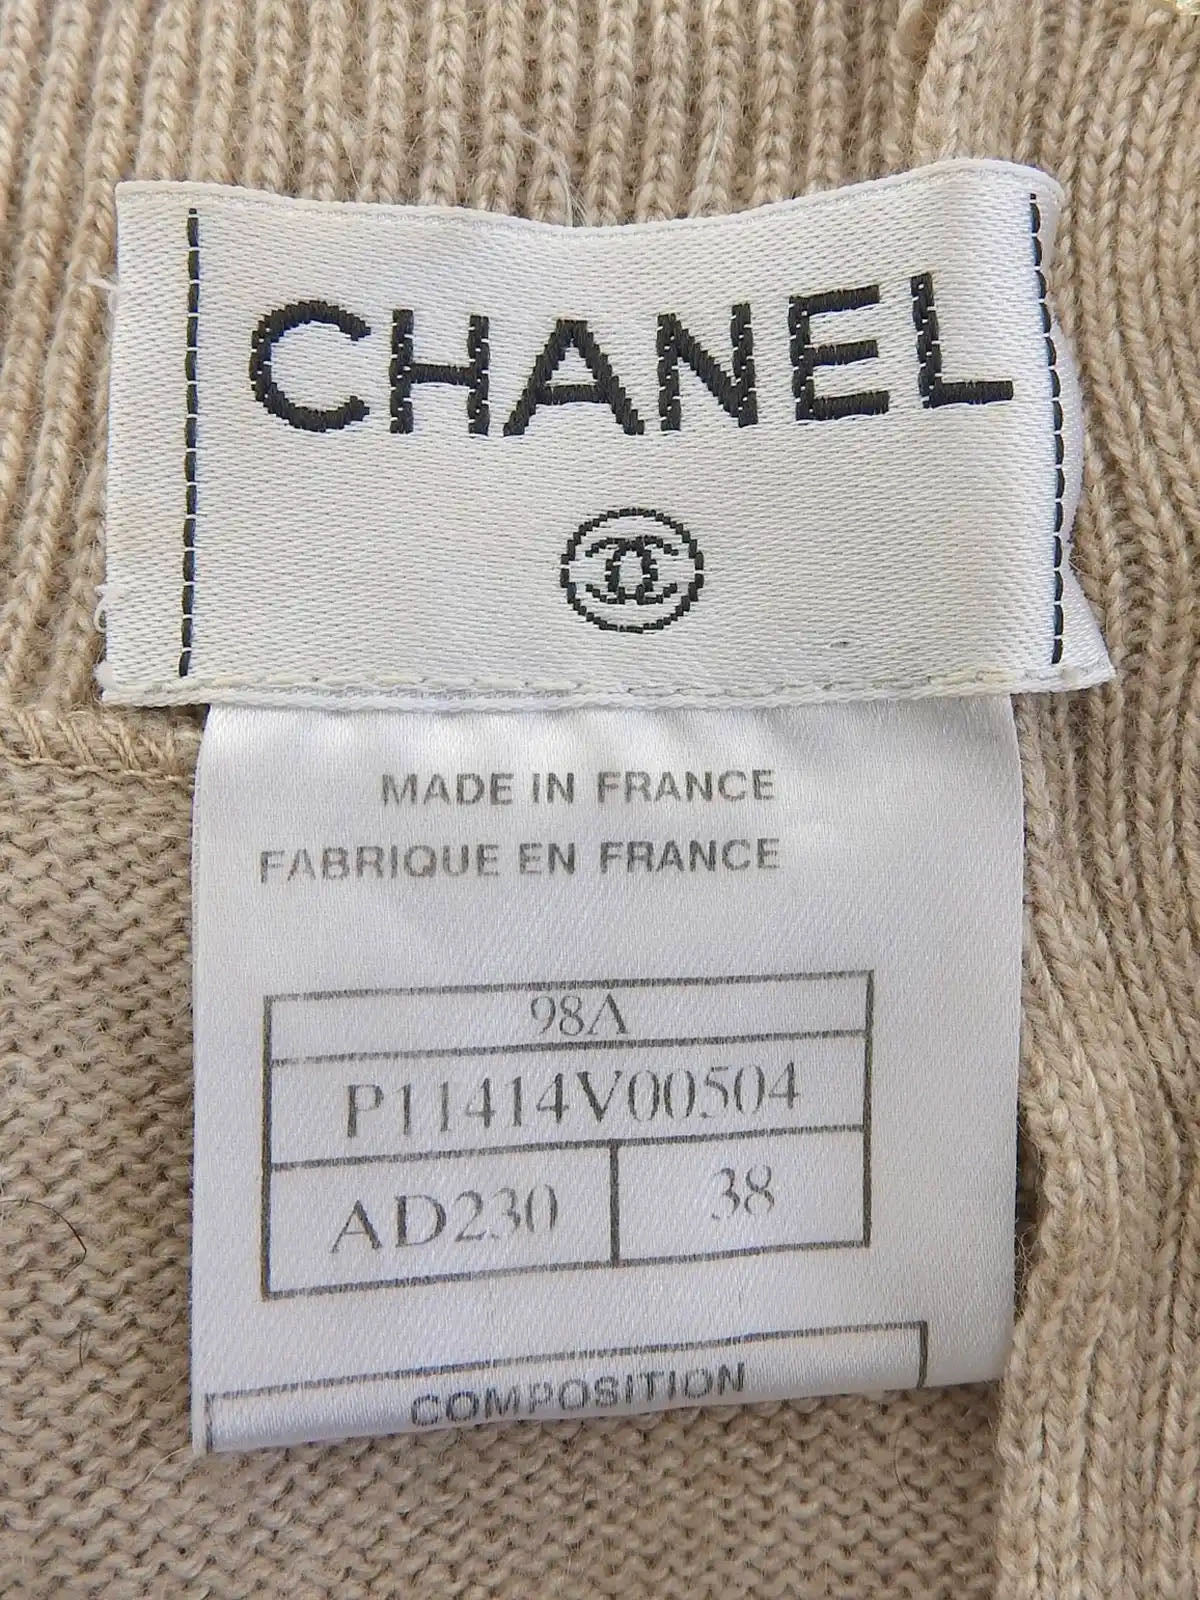 CHANEL
MADE IN FRANCE
FABRIQUE EN FRANCE
98A
P11414V00504
AD230 38
COMPOSITION